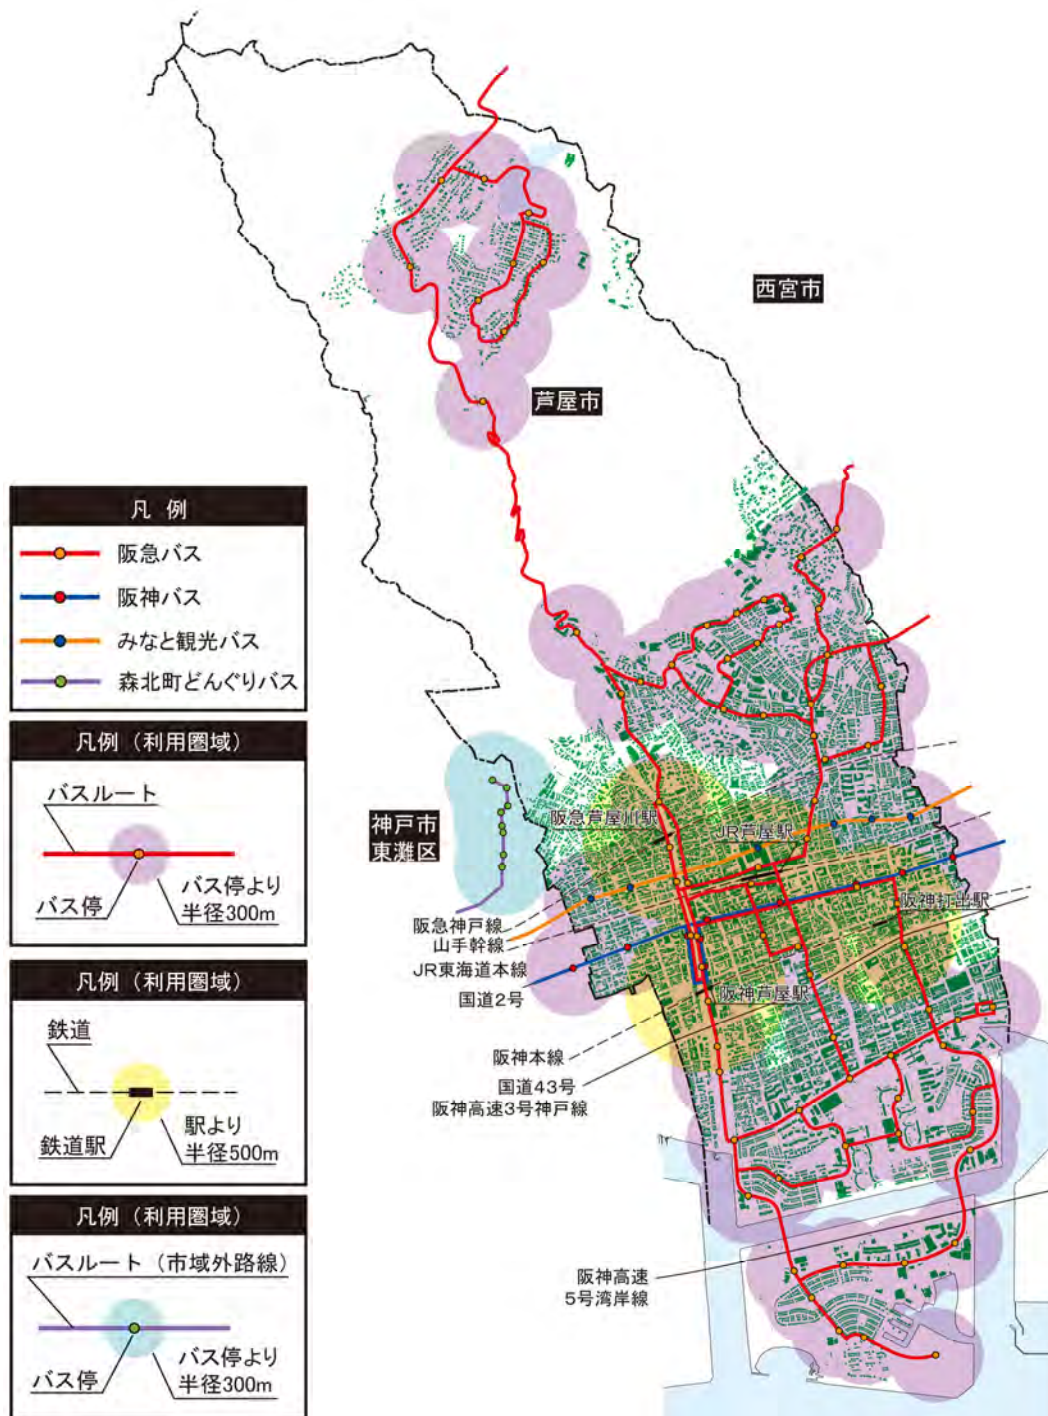 西宮市
芦屋市
凡 例
阪急バス
阪神バス
みなと観光バス
森北町どんぐりバス
凡例（利用圏域）
バスルート
バス停
バス停より
半径300m
凡例（利用圏域）
鉄道
鉄道駅
駅より
半径500m
凡例（利用圏域）
バスルート（市域外路線）
バス停
バス停より
半径300m
神戸市
東灘区
阪急芦屋川駅
JR芦屋駅
阪神打出駅
阪神芦屋駅
阪急神戸線
山手幹線
JR東海道本線
国道2号
阪神本線
国道43号
阪神高速3号神戸線
阪神高速
5号湾岸線